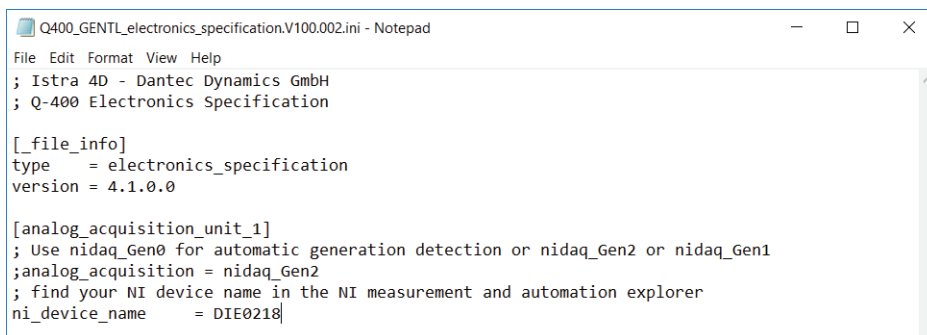 Q400_GENTL_electronics_specification.V100.002.ini - Notepad
File Edit Format View Help
; Istra 4D - Dantec Dynamics GmbH
; Q-400 Electronics Specification
[_file_info]
type    = electronics_specification
version = 4.1.0.0
[analog_acquisition_unit_1]
; Use nidaq_Gen0 for automatic generation detection or nidaq_Gen2 or nidaq_Gen1
;analog_acquisition = nidaq_Gen2
; find your NI device name in the NI measurement and automation explorer
ni_device_name     = DIE0218